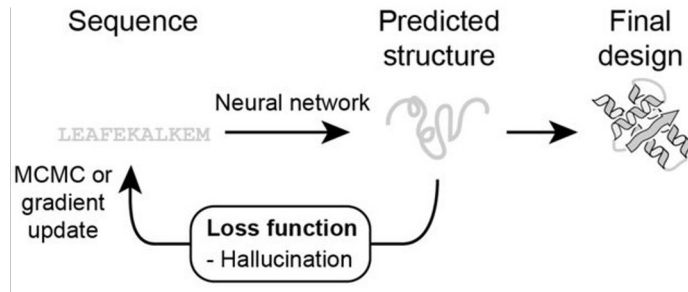 Sequence
Predicted
structure
Final
design
Neural network
LEAFEKALKEM
MCMC or
gradient
update
Loss function
- Hallucination